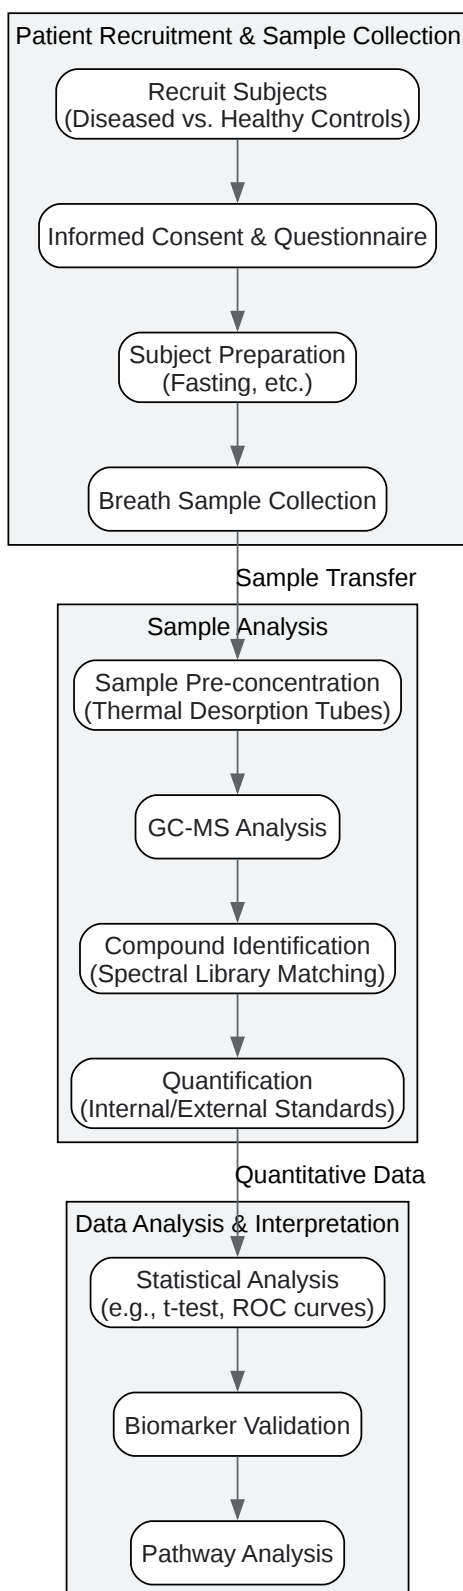 Patient Recruitment & Sample Collection
Recruit Subjects
(Diseased vs. Healthy Controls)
Informed Consent & Questionnaire
Subject Preparation
(Fasting, etc.)
Breath Sample Collection
Sample Transfer
Sample Analysis
Sample Pre-concentration
(Thermal Desorption Tubes)
GC-MS Analysis
Compound Identification
(Spectral Library Matching)
Quantification
(Internal/External Standards)
Quantitative Data
Data Analysis & Interpretation
Statistical Analysis
(e.g., t-test, ROC curves)
Biomarker Validation
Pathway Analysis